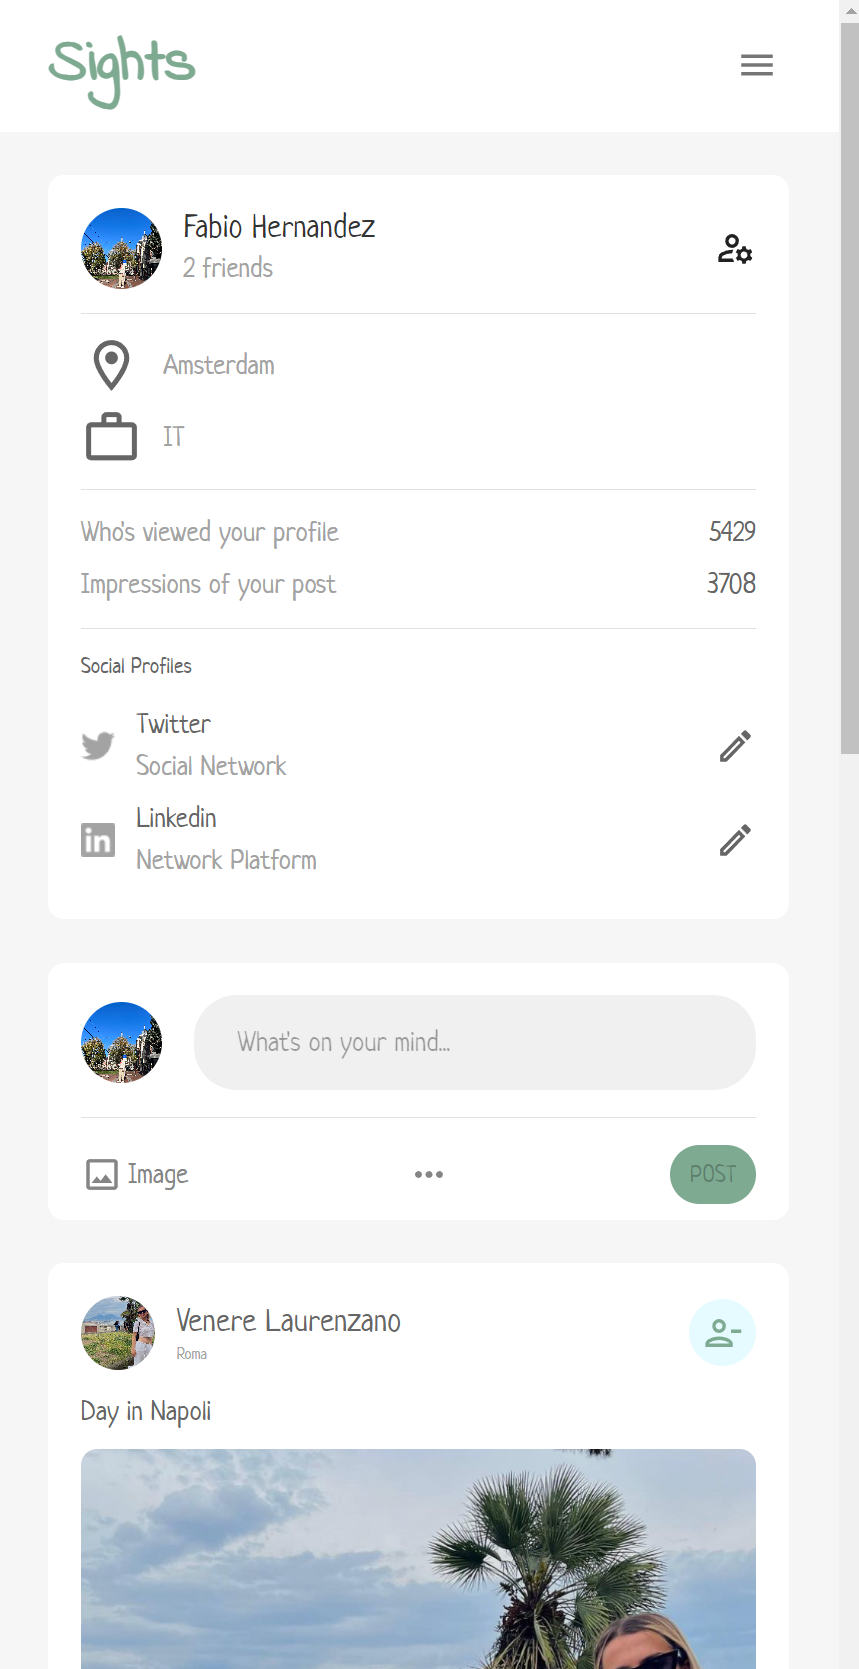 Sights
Fabio Hernandez
2 friends
Amsterdam
IT
Who's viewed your profile 5429
Impressions of your post 3708
Social Profiles
Twitter
Social Network
Linkedin
Network Platform
What's on your mind...
Image
POST
Venere Laurenzano
Roma
Day in Napoli